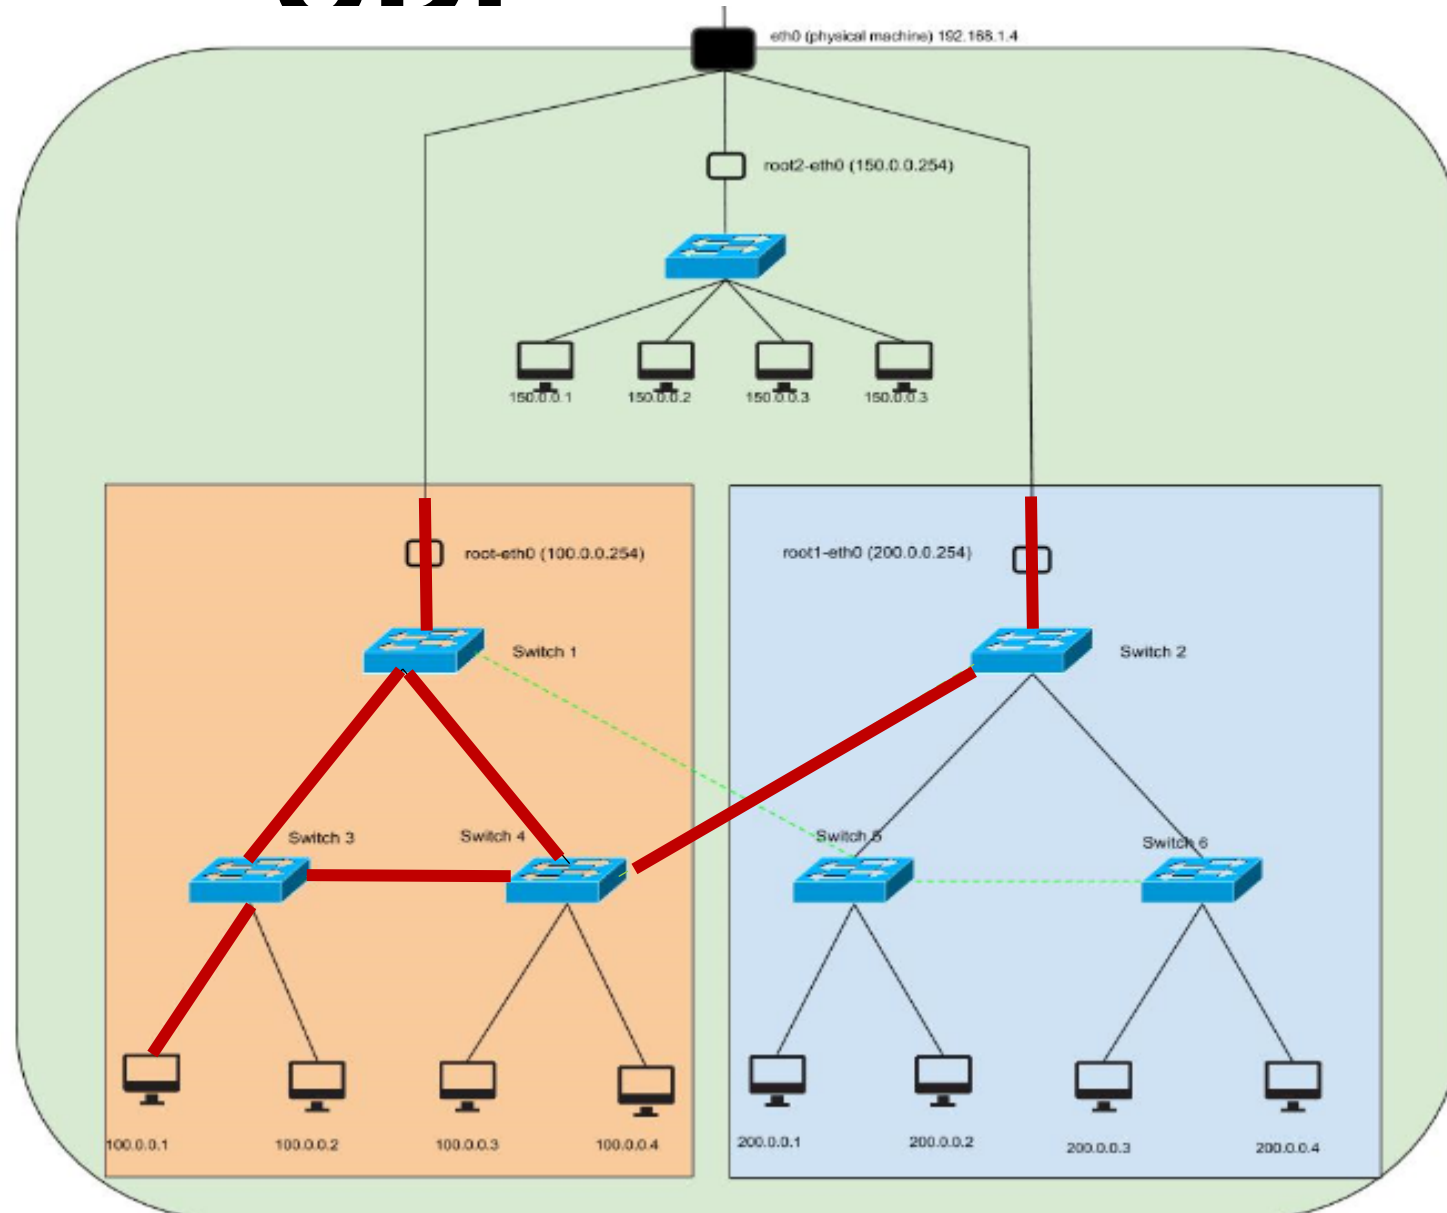 eth0 (physical machine) 192.168.1.4
root2-eth0 (150.0.0.254)
150.0.0.1
150.0.0.2
150.0.0.3
150.0.0.3
root-eth0 (100.0.0.254)
root1-eth0 (200.0.0.254)
Switch 1
Switch 2
Switch 3
Switch 4
Switch 5
Switch 6
100.0.0.1
100.0.0.2
100.0.0.3
100.0.0.4
200.0.0.1
200.0.0.2
200.0.0.3
200.0.0.4